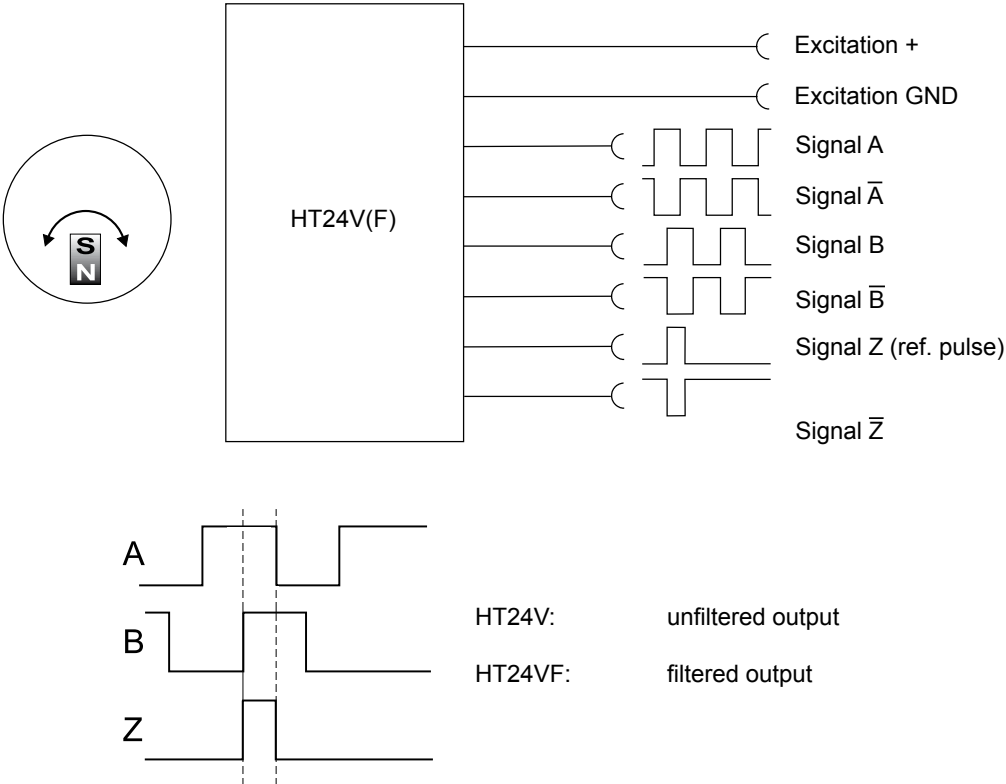 Excitation +
Excitation GND
Signal A
Signal A̅
Signal B
Signal B̅
Signal Z (ref. pulse)
Signal Z̅
HT24V(F)
S
N
A
B
Z
HT24V: unfiltered output
HT24VF: filtered output